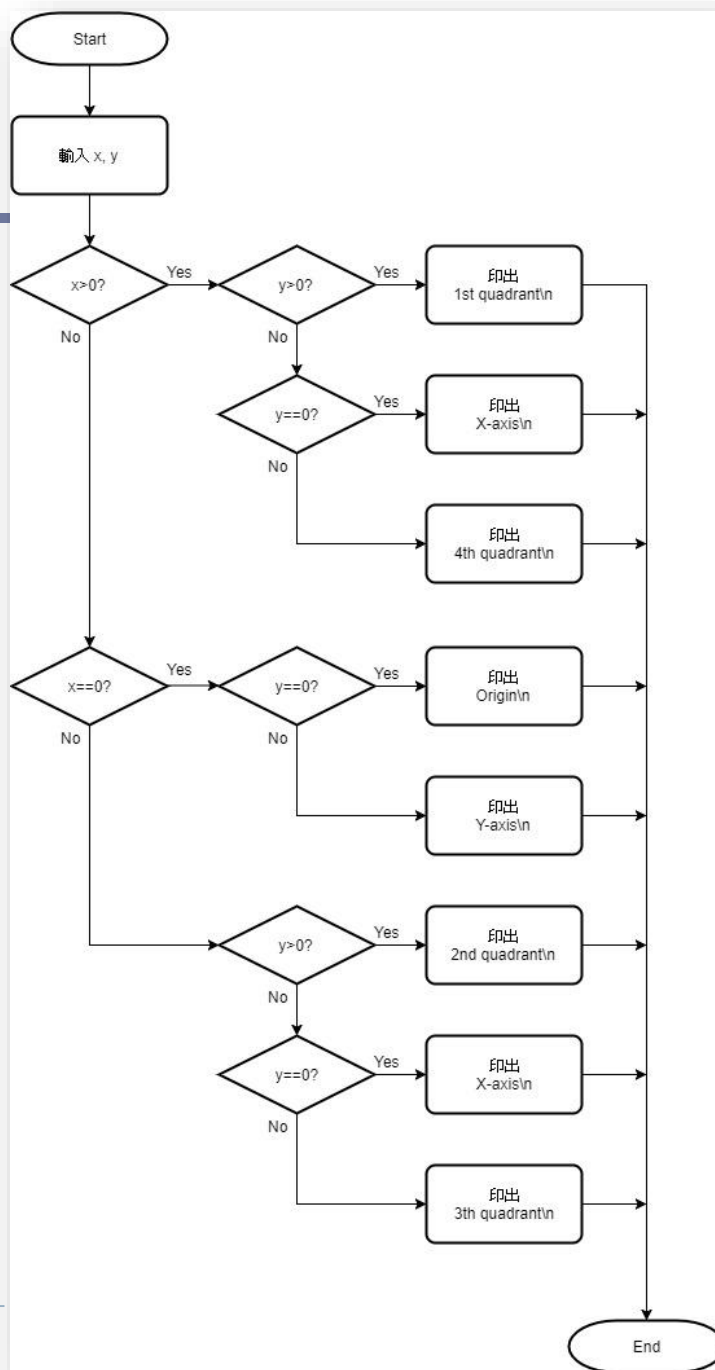 Start
輸入 x, y
x>0?
Yes
y>0?
Yes
印出
1st quadrant\n
No
No
y==0?
Yes
印出
X-axis\n
No
印出
4th quadrant\n
x==0?
Yes
y==0?
Yes
印出
Origin\n
No
No
印出
Y-axis\n
y>0?
Yes
印出
2nd quadrant\n
No
y==0?
Yes
印出
X-axis\n
No
印出
3th quadrant\n
End